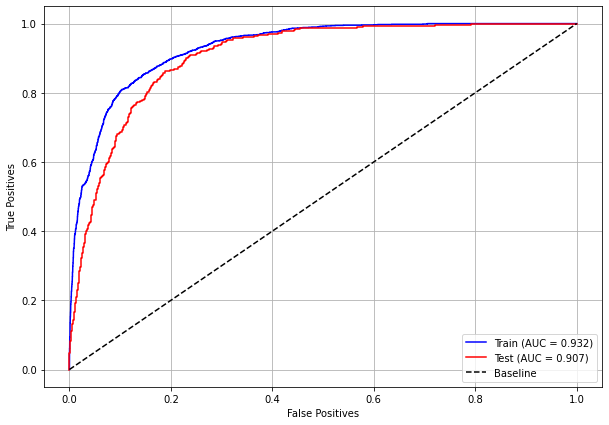 1.0
0.8
0.6
0.4
0.2
0.0
True Positives
0.0 0.2 0.4 0.6 0.8 1.0
False Positives
Train (AUC = 0.932)
Test (AUC = 0.907)
Baseline